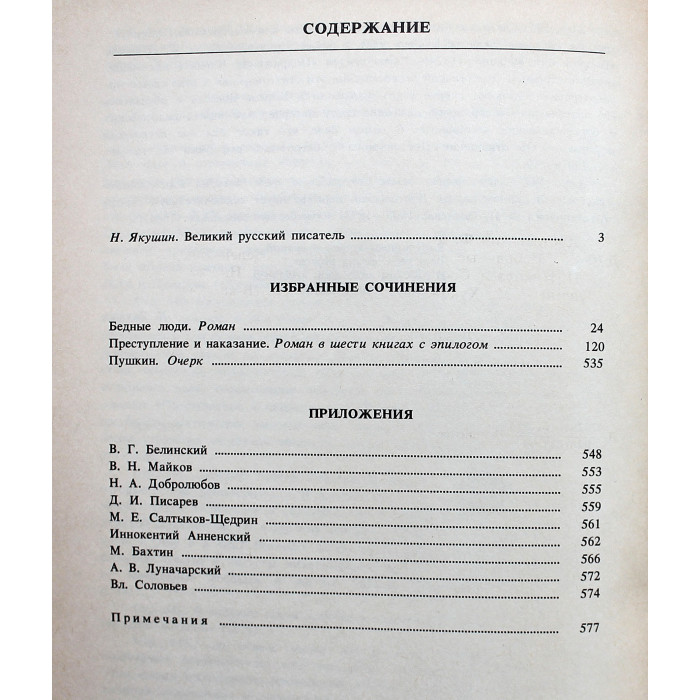 СОДЕРЖАНИЕ
Н. Якушин. Великий русский писатель 3
ИЗБРАННЫЕ СОЧИНЕНИЯ
Бедные люди. Роман 24
Преступление и наказание. Роман в шести книгах с эпилогом 120
Пушкин. Очерк 535
ПРИЛОЖЕНИЯ
В. Г. Белинский 548
В. Н. Майков 553
Н. А. Добролюбов 555
Д. И. Писарев 559
М. Е. Салтыков-Щедрин 561
Иннокентий Анненский 562
М. Бахтин 566
А. В. Луначарский 572
Вл. Соловьев 574
Примечания 577